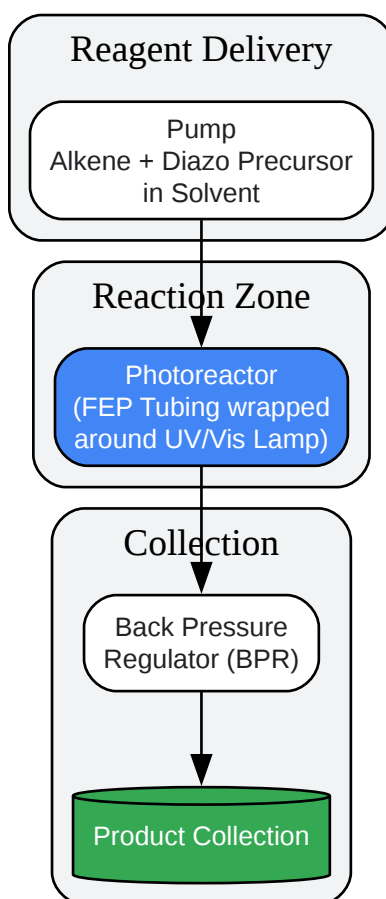 Reagent Delivery
Pump
Alkene + Diazo Precursor
in Solvent
Reaction Zone
Photoreactor
(FEP Tubing wrapped
around UV/Vis Lamp)
Collection
Back Pressure
Regulator (BPR)
Product Collection